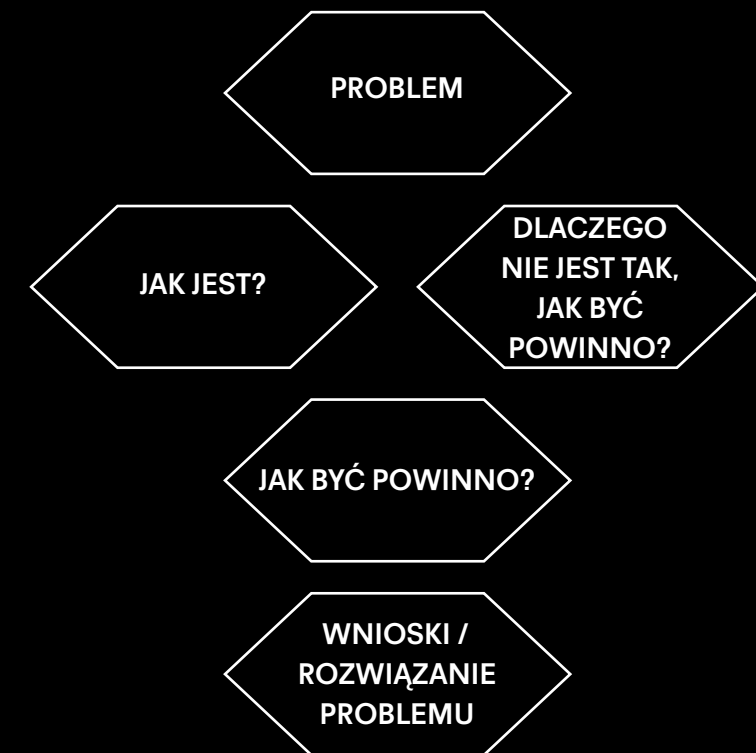 PROBLEM
JAK JEST?
DLACZEGO
NIE JEST TAK,
JAK BYĆ
POWINNO?
JAK BYĆ POWINNO?
WNIOSKI /
ROZWIĄZANIE
PROBLEMU